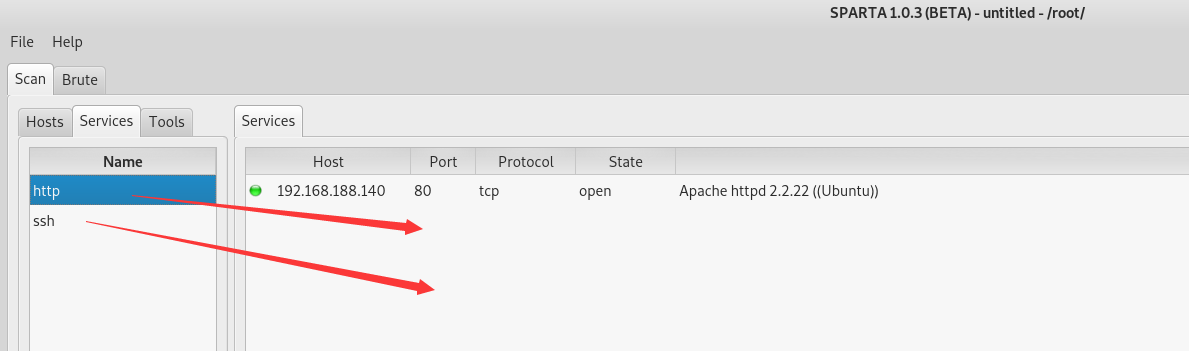 SPARTA 1.0.3 (BETA) - untitled - /root/
File Help
Scan Brute
Hosts Services Tools Services
Name Host Port Protocol State
http 192.168.188.140 80 tcp open Apache httpd 2.2.22 ((Ubuntu))
ssh